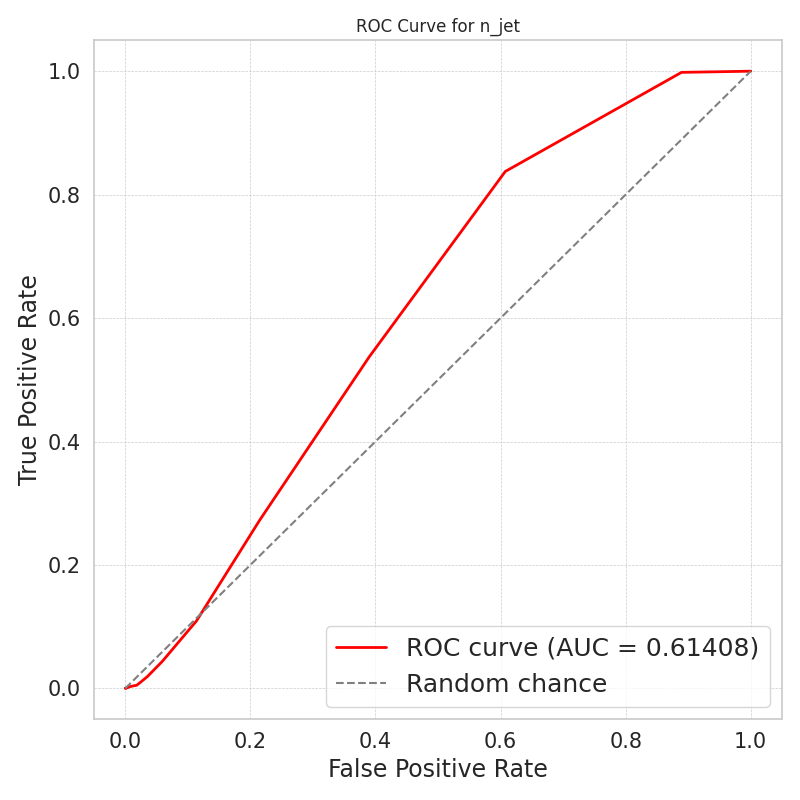 ROC Curve for n_jet
True Positive Rate
1.0
0.8
0.6
0.4
0.2
0.0
ROC curve (AUC = 0.61408)
Random chance
0.0 0.2 0.4 0.6 0.8 1.0
False Positive Rate